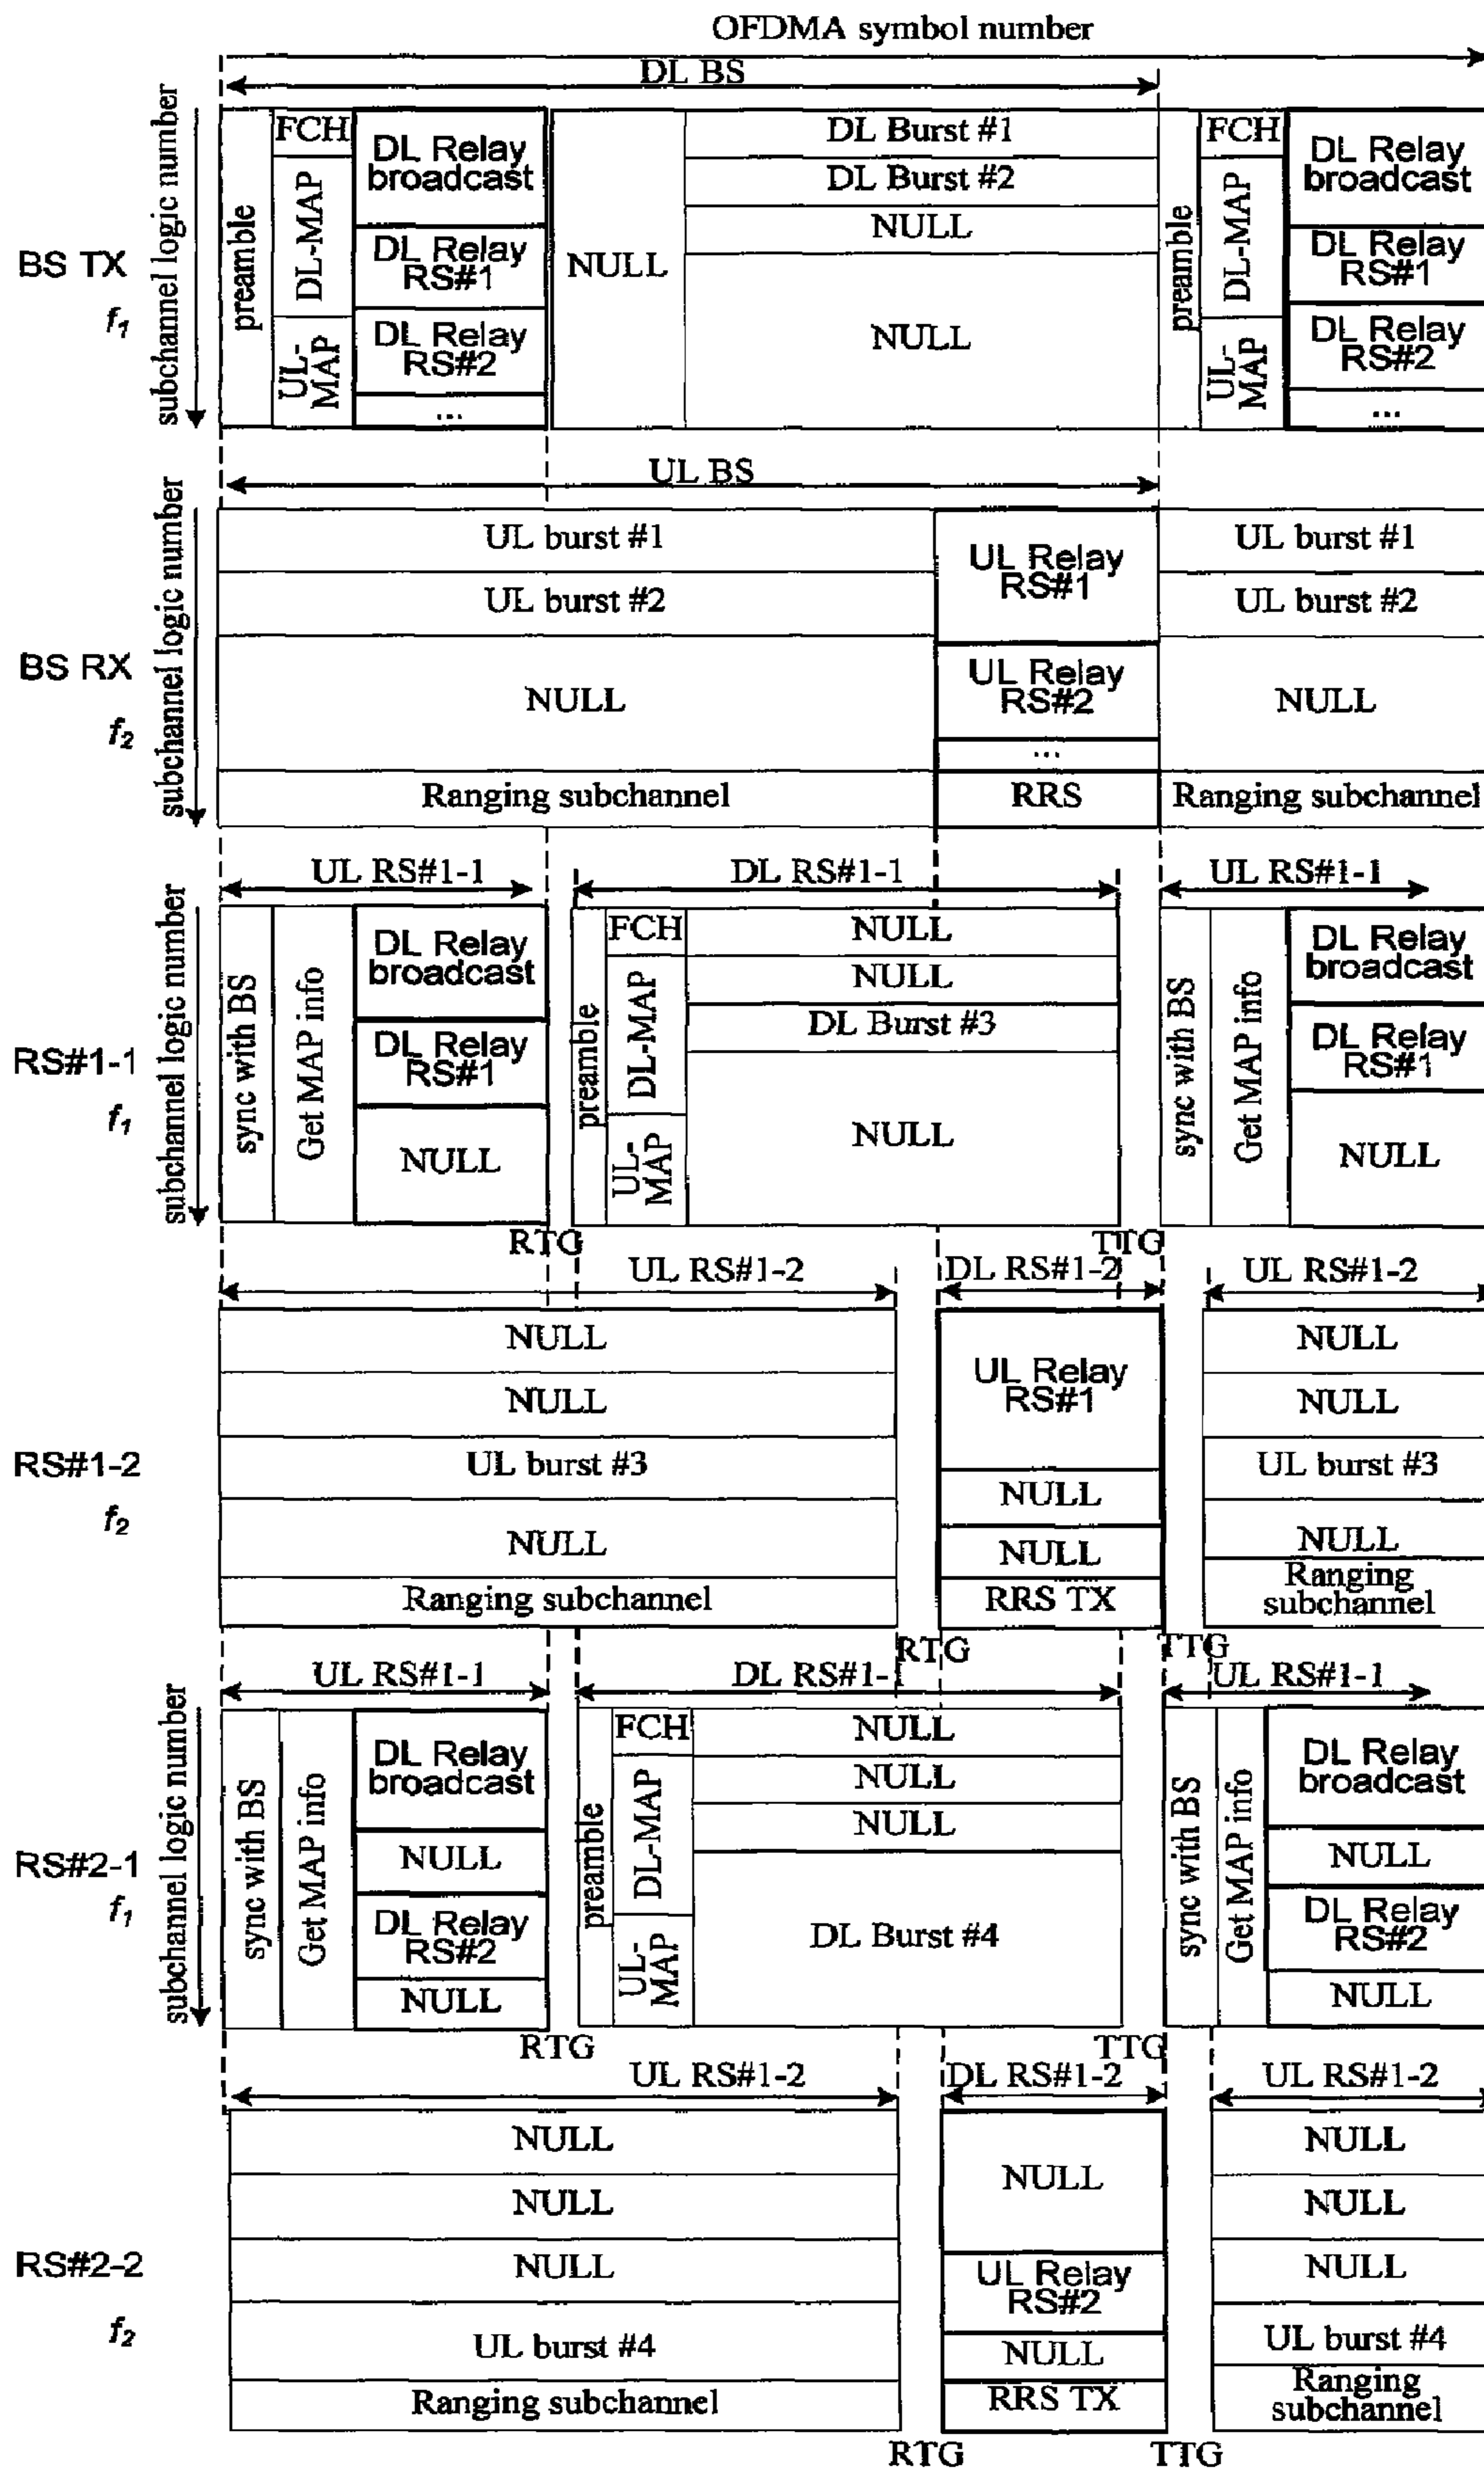 OFDMA symbol number
DL BS
BS TX
f1
subchannel logic number
preamble
FCH
DL-MAP
UL-
MAP
DL Relay
broadcast
DL Relay
RS#1
DL Relay
RS#2
...
NULL
DL Burst #1
DL Burst #2
NULL
NULL
preamble
FCH
DL-MAP
UL-
MAP
DL Relay
broadcast
DL Relay
RS#1
DL Relay
RS#2
...
UL BS
BS RX
f2
subchannel logic number
UL burst #1
UL burst #2
NULL
Ranging subchannel
UL Relay
RS#1
UL Relay
RS#2
...
RRS
UL burst #1
UL burst #2
NULL
Ranging subchannel
UL RS#1-1
DL RS#1-1
UL RS#1-1
RS#1-1
f1
subchannel logic number
sync with BS
Get MAP info
DL Relay
broadcast
DL Relay
RS#1
NULL
preamble
FCH
DL-MAP
UL-
MAP
NULL
NULL
DL Burst #3
NULL
sync with BS
Get MAP info
DL Relay
broadcast
DL Relay
RS#1
NULL
RTG
TTG
UL RS#1-2
DL RS#1-2
UL RS#1-2
RS#1-2
f2
NULL
NULL
UL burst #3
NULL
Ranging subchannel
UL Relay
RS#1
NULL
NULL
RRS TX
NULL
NULL
UL burst #3
NULL
Ranging
subchannel
RTG
TTG
UL RS#1-1
DL RS#1-
UL RS#1-1
RS#2-1
f1
subchannel logic number
sync with BS
Get MAP info
DL Relay
broadcast
NULL
DL Relay
RS#2
NULL
preamble
FCH
DL-MAP
UL-
MAP
NULL
NULL
NULL
DL Burst #4
sync with BS
Get MAP info
DL Relay
broadcast
NULL
DL Relay
RS#2
NULL
RTG
TTG
UL RS#1-2
DL RS#1-2
UL RS#1-2
RS#2-2
f2
NULL
NULL
NULL
UL burst #4
Ranging subchannel
NULL
UL Relay
RS#2
NULL
RRS TX
NULL
NULL
NULL
UL burst #4
Ranging
subchannel
RTG
TTG